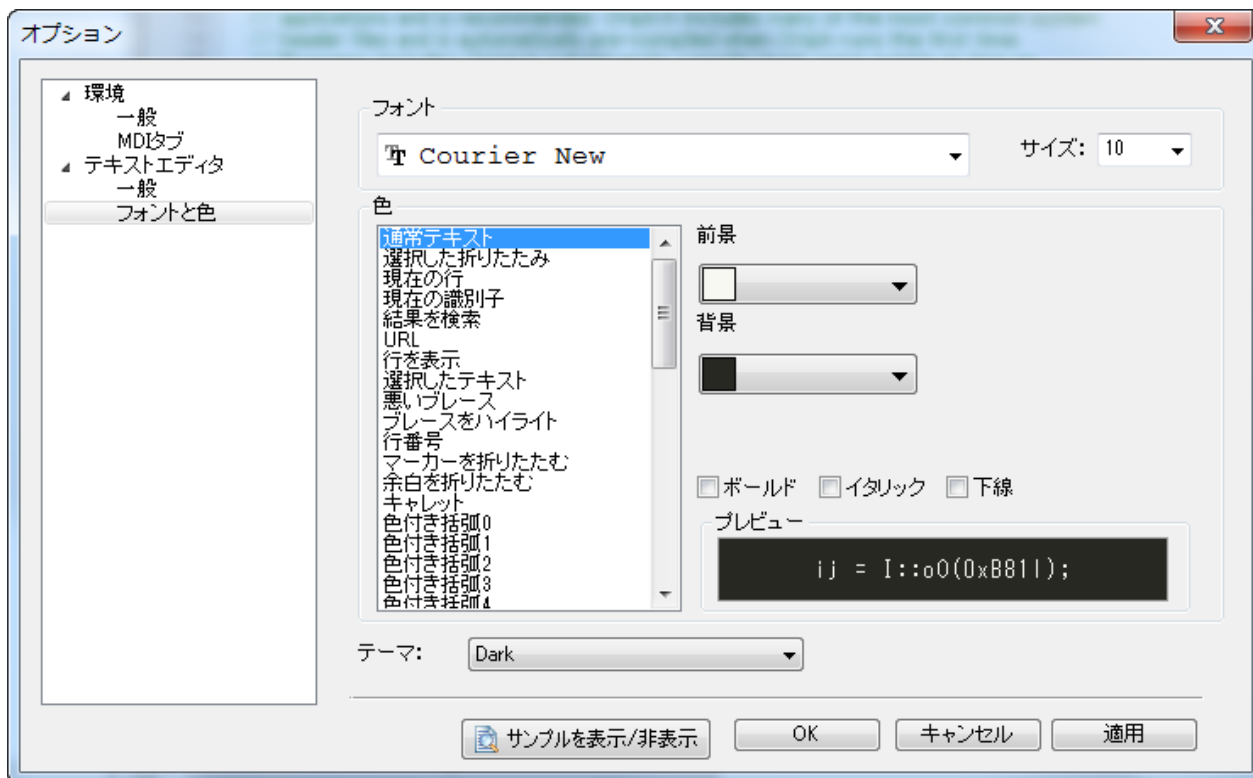 オプション
環境
一般
MDIタブ
テキストエディタ
一般
フォントと色
フォント
Courier New
サイズ: 10
色
通常テキスト
選択した折りたたみ
現在の行
現在の識別子
結果を検索
URL
行を表示
選択したテキスト
悪いブレース
ブレースをハイライト
行番号
マーカーを折りたたむ
余白を折りたたむ
キャレット
色付き括弧0
色付き括弧1
色付き括弧2
色付き括弧3
色付き括弧4
前景
背景
ボールド イタリック 下線
プレビュー
ij = I::oO(0xB81l);
テーマ: Dark
サンプルを表示/非表示 OK キャンセル 適用